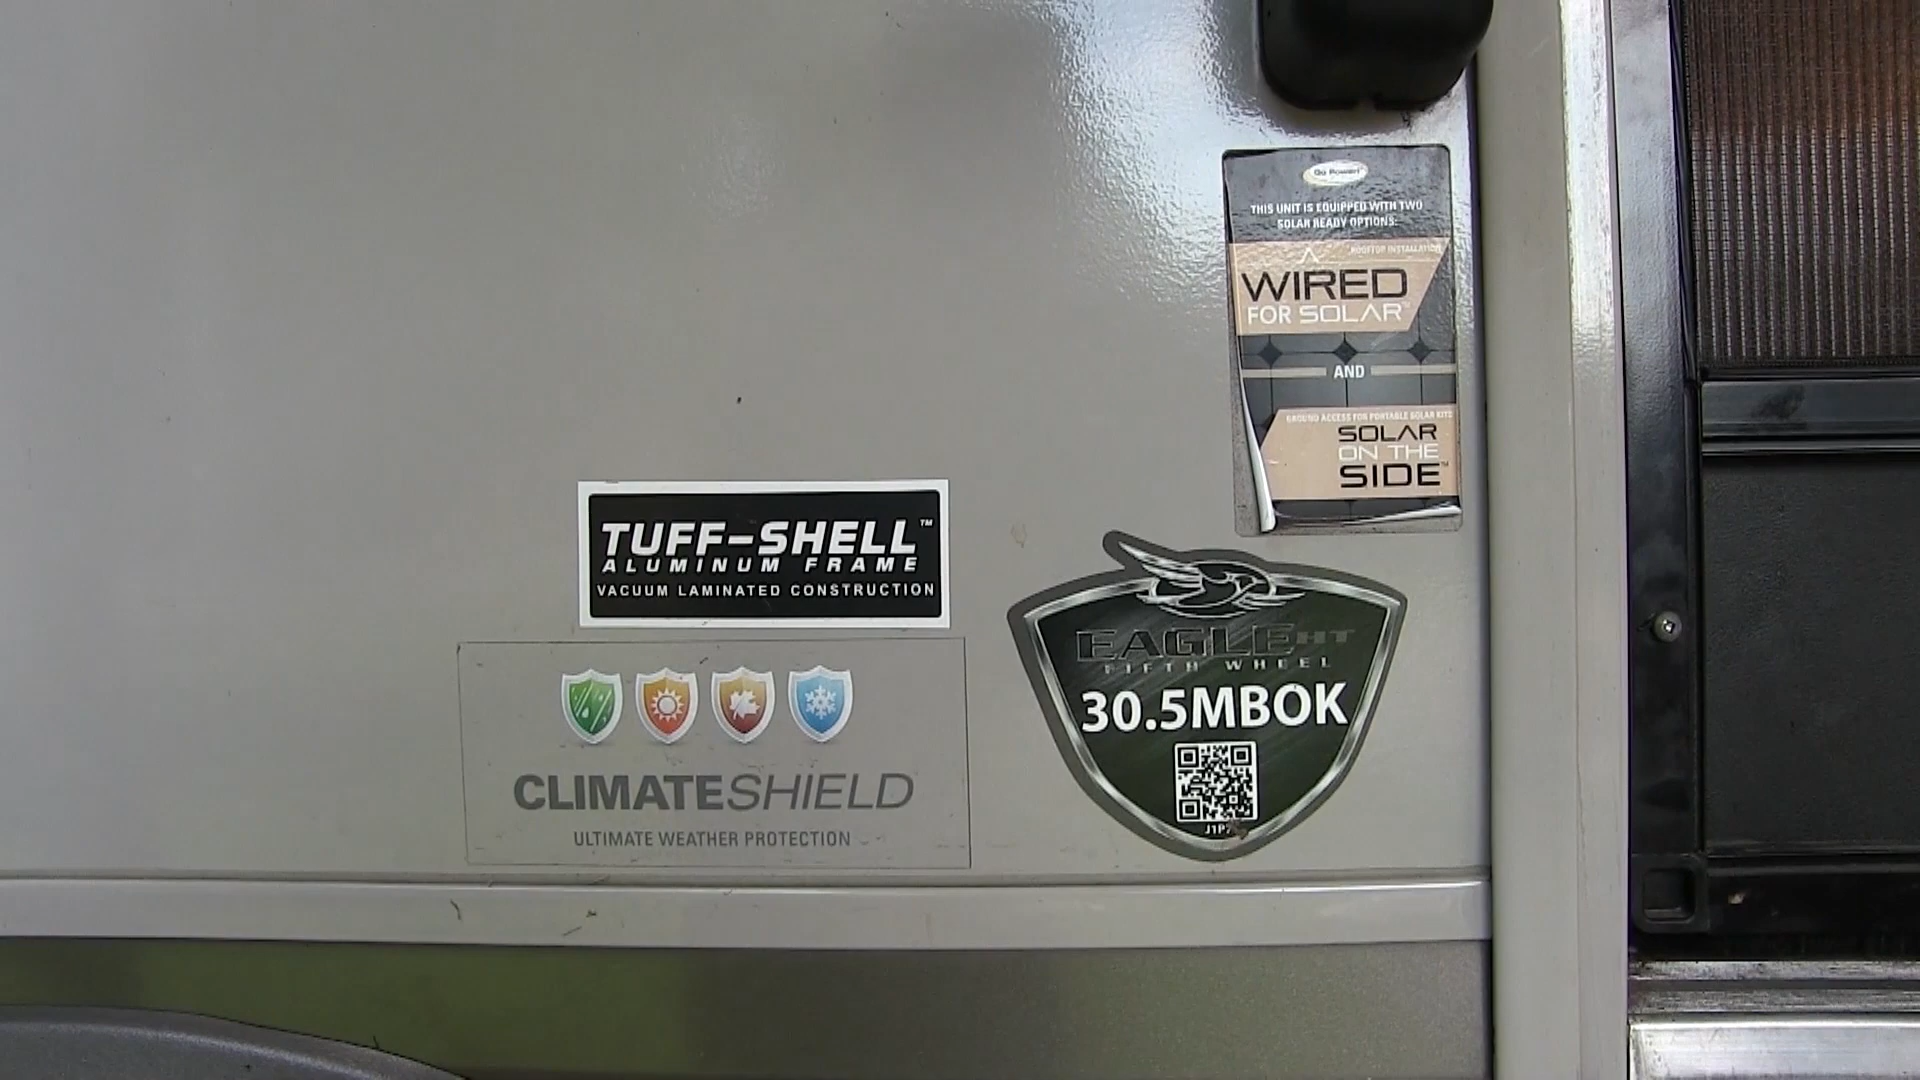 Go Power!
THIS UNIT IS EQUIPPED WITH TWO
SOLAR READY OPTIONS:
ROOFTOP INSTALLATION
WIRED
FOR SOLAR™
AND
GROUND ACCESS FOR PORTABLE SOLAR KITS
SOLAR
ON THE
SIDE™
TUFF-SHELL™
ALUMINUM FRAME
VACUUM LAMINATED CONSTRUCTION
EAGLE HT
FIFTH WHEEL
30.5MBOK
CLIMATESHIELD
ULTIMATE WEATHER PROTECTION